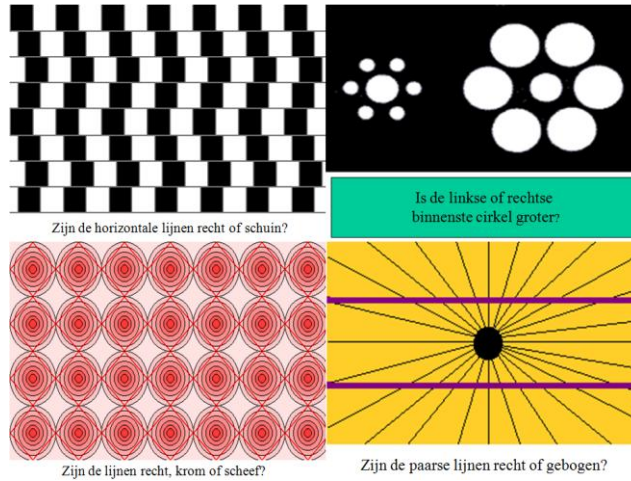 Zijn de horizontale lijnen recht of schuin?
Is de linkse of rechtse
binnenste cirkel groter?
Zijn de lijnen recht, krom of scheef?
Zijn de paarse lijnen recht of gebogen?